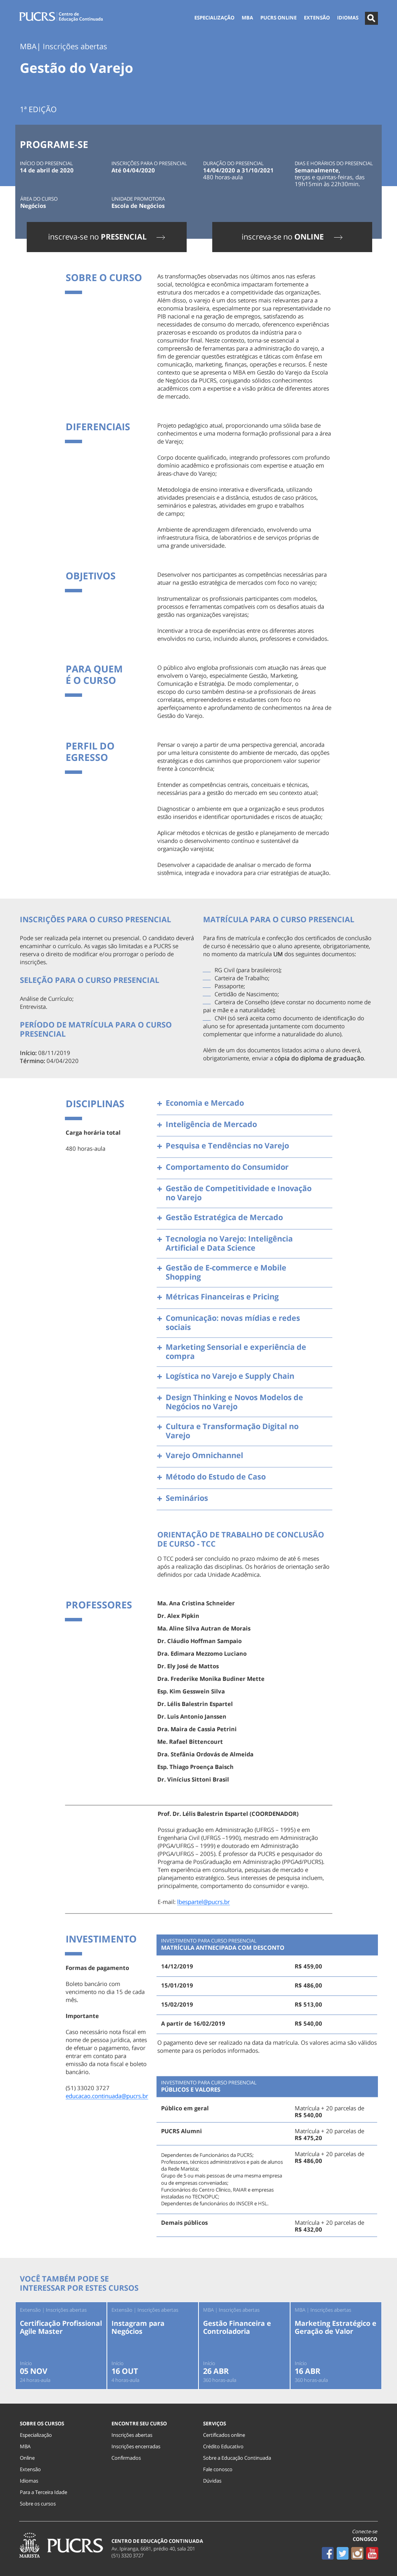 PUCRS Centro de
Educação Continuada
ESPECIALIZAÇÃO MBA PUCRS ONLINE EXTENSÃO IDIOMAS
MBA| Inscrições abertas
Gestão do Varejo
1ª EDIÇÃO
PROGRAME-SE
INÍCIO DO PRESENCIAL
14 de abril de 2020
INSCRIÇÕES PARA O PRESENCIAL
Até 04/04/2020
DURAÇÃO DO PRESENCIAL
14/04/2020 a 31/10/2021
480 horas-aula
DIAS E HORÁRIOS DO PRESENCIAL
Semanalmente,
terças e quintas-feiras, das
19h15min às 22h30min.
ÁREA DO CURSO
Negócios
UNIDADE PROMOTORA
Escola de Negócios
inscreva-se no PRESENCIAL
inscreva-se no ONLINE
SOBRE O CURSO
As transformações observadas nos últimos anos nas esferas
social, tecnológica e econômica impactaram fortemente a
estrutura dos mercados e a competitividade das organizações.
Além disso, o varejo é um dos setores mais relevantes para a
economia brasileira, especialmente por sua representatividade no
PIB nacional e na geração de empregos, satisfazendo as
necessidades de consumo do mercado, oferencenco experiências
prazerosas e escoando os produtos da indústria para o
consumidor final. Neste contexto, torna-se essencial a
compreensão de ferramentas para a administração do varejo, a
fim de gerenciar questões estratégicas e táticas com ênfase em
comunicação, marketing, finanças, operações e recursos. É neste
contexto que se apresenta o MBA em Gestão do Varejo da Escola
de Negócios da PUCRS, conjugando sólidos conhecimentos
acadêmicos com a expertise e a visão prática de diferentes atores
de mercado.
DIFERENCIAIS
Projeto pedagógico atual, proporcionando uma sólida base de
conhecimentos e uma moderna formação profissional para a área
de Varejo;
Corpo docente qualificado, integrando professores com profundo
domínio acadêmico e profissionais com expertise e atuação em
áreas-chave do Varejo;
Metodologia de ensino interativa e diversificada, utilizando
atividades presenciais e a distância, estudos de caso práticos,
seminários e palestras, atividades em grupo e trabalhos
de campo;
Ambiente de aprendizagem diferenciado, envolvendo uma
infraestrutura física, de laboratórios e de serviços próprias de
uma grande universidade.
OBJETIVOS
Desenvolver nos participantes as competências necessárias para
atuar na gestão estratégica de mercados com foco no varejo;
Instrumentalizar os profissionais participantes com modelos,
processos e ferramentas compatíveis com os desafios atuais da
gestão nas organizações varejistas;
Incentivar a troca de experiências entre os diferentes atores
envolvidos no curso, incluindo alunos, professores e convidados.
PARA QUEM
É O CURSO
O público alvo engloba profissionais com atuação nas áreas que
envolvem o Varejo, especialmente Gestão, Marketing,
Comunicação e Estratégia. De modo complementar, o
escopo do curso também destina-se a profissionais de áreas
correlatas, empreendedores e estudantes com foco no
aperfeiçoamento e aprofundamento de conhecimentos na área de
Gestão do Varejo.
PERFIL DO
EGRESSO
Pensar o varejo a partir de uma perspectiva gerencial, ancorada
por uma leitura consistente do ambiente de mercado, das opções
estratégicas e dos caminhos que proporcionem valor superior
frente à concorrência;
Entender as competências centrais, conceituais e técnicas,
necessárias para a gestão do mercado em seu contexto atual;
Diagnosticar o ambiente em que a organização e seus produtos
estão inseridos e identificar oportunidades e riscos de atuação;
Aplicar métodos e técnicas de gestão e planejamento de mercado
visando o desenvolvimento contínuo e sustentável da
organização varejista;
Desenvolver a capacidade de analisar o mercado de forma
sistêmica, integrada e inovadora para criar estratégias de atuação.
INSCRIÇÕES PARA O CURSO PRESENCIAL
Pode ser realizada pela internet ou presencial. O candidato deverá
encaminhar o currículo. As vagas são limitadas e a PUCRS se
reserva o direito de modificar e/ou prorrogar o período de
inscrições.
SELEÇÃO PARA O CURSO PRESENCIAL
Análise de Currículo;
Entrevista.
PERÍODO DE MATRÍCULA PARA O CURSO
PRESENCIAL
Início: 08/11/2019
Término: 04/04/2020
MATRÍCULA PARA O CURSO PRESENCIAL
Para fins de matrícula e confecção dos certificados de conclusão
de curso é necesário que o aluno apresente, obrigatoriamente,
no momento da matrícula UM dos seguintes documentos:
RG Civil (para brasileiros);
Carteira de Trabalho;
Passaporte;
Certidão de Nascimento;
Carteira de Conselho (deve constar no documento nome de
pai e mãe e a naturalidade);
CNH (só será aceita como documento de identificação do
aluno se for apresentada juntamente com documento
complementar que informe a naturalidade do aluno).
Além de um dos documentos listados acima o aluno deverá,
obrigatoriamente, enviar a cópia do diploma de graduação.
DISCIPLINAS
Carga horária total
480 horas-aula
+ Economia e Mercado
+ Inteligência de Mercado
+ Pesquisa e Tendências no Varejo
+ Comportamento do Consumidor
+ Gestão de Competitividade e Inovação
no Varejo
+ Gestão Estratégica de Mercado
+ Tecnologia no Varejo: Inteligência
Artificial e Data Science
+ Gestão de E-commerce e Mobile
Shopping
+ Métricas Financeiras e Pricing
+ Comunicação: novas mídias e redes
sociais
+ Marketing Sensorial e experiência de
compra
+ Logística no Varejo e Supply Chain
+ Design Thinking e Novos Modelos de
Negócios no Varejo
+ Cultura e Transformação Digital no
Varejo
+ Varejo Omnichannel
+ Método do Estudo de Caso
+ Seminários
ORIENTAÇÃO DE TRABALHO DE CONCLUSÃO
DE CURSO - TCC
O TCC poderá ser concluído no prazo máximo de até 6 meses
após a realização das disciplinas. Os horários de orientação serão
definidos por cada Unidade Acadêmica.
PROFESSORES
Ma. Ana Cristina Schneider
Dr. Alex Pipkin
Ma. Aline Silva Autran de Morais
Dr. Cláudio Hoffman Sampaio
Dra. Edimara Mezzomo Luciano
Dr. Ely José de Mattos
Dra. Frederike Monika Budiner Mette
Esp. Kim Gesswein Silva
Dr. Lélis Balestrin Espartel
Dr. Luis Antonio Janssen
Dra. Maira de Cassia Petrini
Me. Rafael Bittencourt
Dra. Stefânia Ordovás de Almeida
Esp. Thiago Proença Baisch
Dr. Vinícius Sittoni Brasil
Prof. Dr. Lélis Balestrin Espartel (COORDENADOR)
Possui graduação em Administração (UFRGS – 1995) e em
Engenharia Civil (UFRGS –1990), mestrado em Administração
(PPGA/UFRGS – 1999) e doutorado em Administração
(PPGA/UFRGS – 2005). É professor da PUCRS e pesquisador do
Programa de PosGraduação em Administração (PPGAd/PUCRS).
Tem experiência em consultoria, pesquisas de mercado e
planejamento estratégico. Seus interesses de pesquisa incluem,
principalmente, comportamento do consumidor e varejo.
E-mail: lbespartel@pucrs.br
INVESTIMENTO
Formas de pagamento
Boleto bancário com
vencimento no dia 15 de cada
mês.
Importante
Caso necessário nota fiscal em
nome de pessoa jurídica, antes
de efetuar o pagamento, favor
entrar em contato para
emissão da nota fiscal e boleto
bancário.
(51) 33020 3727
educacao.continuada@pucrs.br
INVESTIMENTO PARA CURSO PRESENCIAL
MATRÍCULA ANTNECIPADA COM DESCONTO
14/12/2019 R$ 459,00
15/01/2019 R$ 486,00
15/02/2019 R$ 513,00
A partir de 16/02/2019 R$ 540,00
O pagamento deve ser realizado na data da matrícula. Os valores acima são válidos
somente para os períodos informados.
INVESTIMENTO PARA CURSO PRESENCIAL
PÚBLICOS E VALORES
Público em geral Matrícula + 20 parcelas de
R$ 540,00
PUCRS Alumni Matrícula + 20 parcelas de
R$ 475,20
Dependentes de Funcionários da PUCRS;
Professores, técnicos administrativos e pais de alunos
da Rede Marista;
Grupo de 5 ou mais pessoas de uma mesma empresa
ou de empresas conveniadas;
Funcionários do Centro Clínico, RAIAR e empresas
instaladas no TECNOPUC;
Dependentes de funcionários do INSCER e HSL.
Matrícula + 20 parcelas de
R$ 486,00
Demais públicos Matrícula + 20 parcelas de
R$ 432,00
VOCÊ TAMBÉM PODE SE
INTERESSAR POR ESTES CURSOS
Extensão | Inscrições abertas
Certificação Profissional
Agile Master
Início
05 NOV
24 horas-aula
Extensão | Inscrições abertas
Instagram para
Negócios
Início
16 OUT
4 horas-aula
MBA | Inscrições abertas
Gestão Financeira e
Controladoria
Início
26 ABR
360 horas-aula
MBA | Inscrições abertas
Marketing Estratégico e
Geração de Valor
Início
16 ABR
360 horas-aula
SOBRE OS CURSOS
Especialização
MBA
Online
Extensão
Idiomas
Para a Terceira Idade
Sobre os cursos
ENCONTRE SEU CURSO
Inscrições abertas
Inscrições encerradas
Confirmados
SERVIÇOS
Certificados online
Crédito Educativo
Sobre a Educação Continuada
Fale conosco
Dúvidas
MARISTA
PUCRS
CENTRO DE EDUCAÇÃO CONTINUADA
Av. Ipiranga, 6681, prédio 40, sala 201
(51) 3320 3727
Conecte-se
CONOSCO